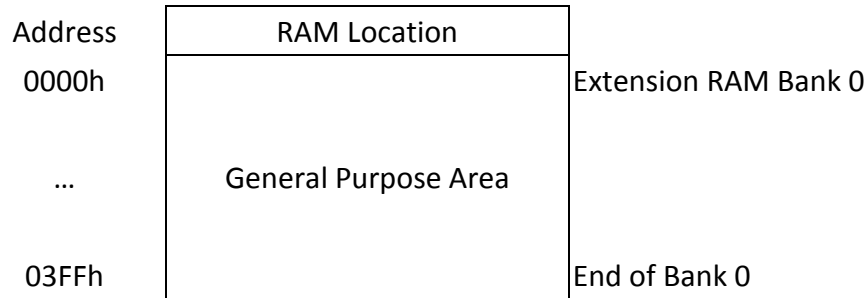 Address RAM Location
0000h Extension RAM Bank 0
… General Purpose Area
03FFh End of Bank 0